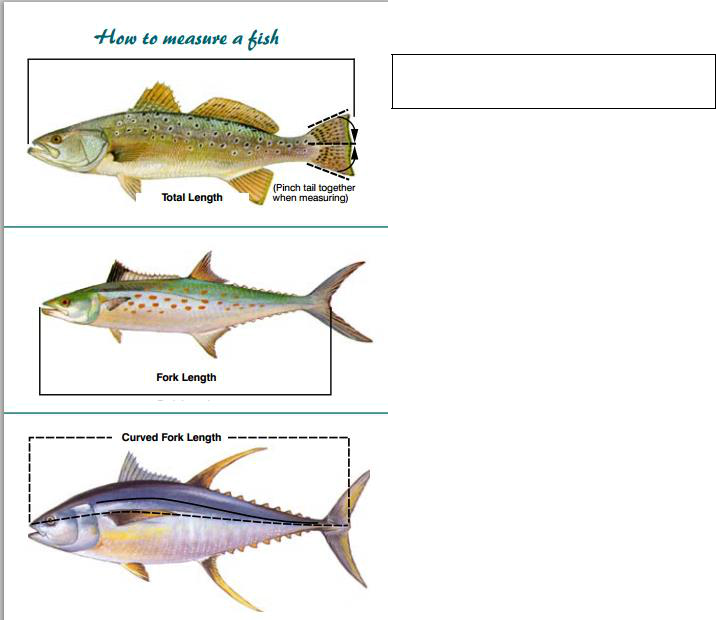 How to measure a fish
Total Length
(Pinch tail together
when measuring)
Fork Length
Curved Fork Length